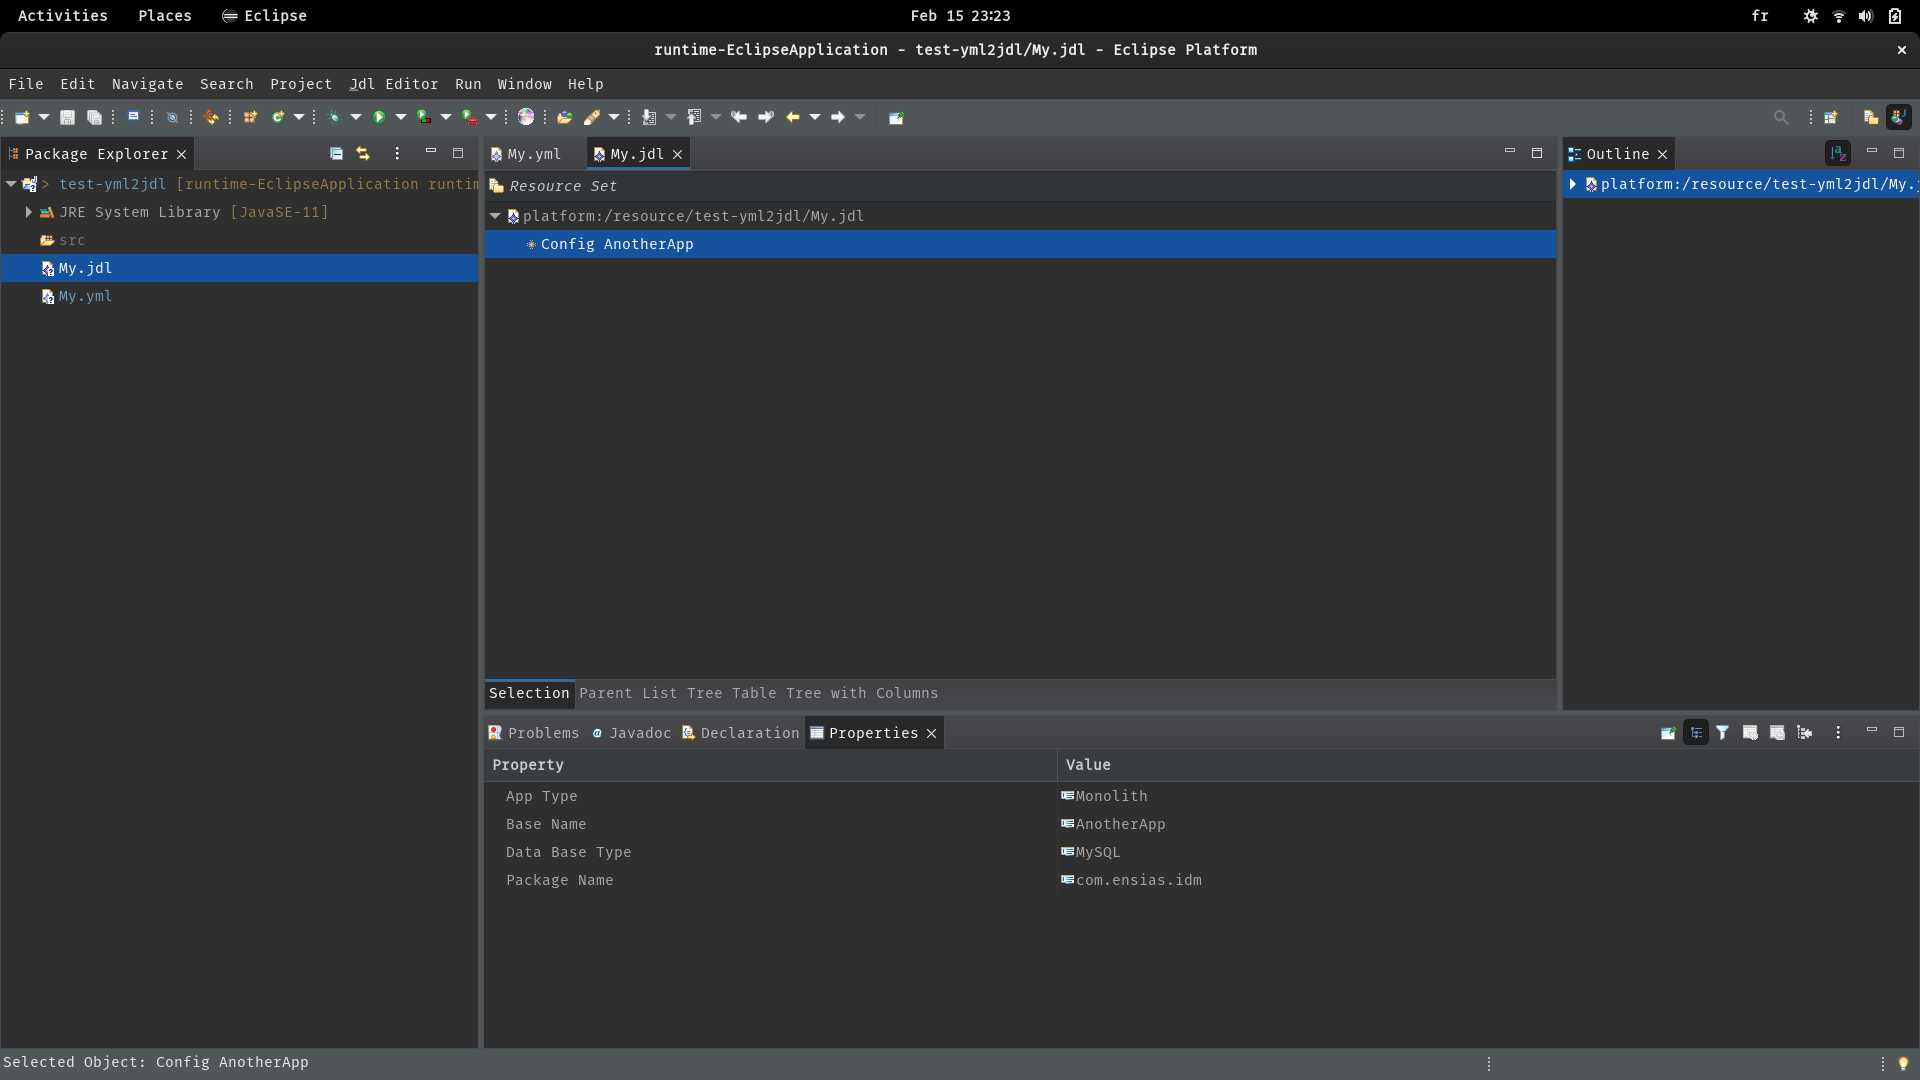 Activities Places Eclipse Feb 15 23:23 fr
runtime-EclipseApplication - test-yml2jdl/My.jdl - Eclipse Platform
File Edit Navigate Search Project Jdl Editor Run Window Help
Package Explorer
> test-yml2jdl [runtime-EclipseApplication runtim
JRE System Library [JavaSE-11]
src
My.jdl
My.yml
My.yml My.jdl
Resource Set
platform:/resource/test-yml2jdl/My.jdl
Config AnotherApp
Selection Parent List Tree Table Tree with Columns
Outline
platform:/resource/test-yml2jdl/My.j
Problems Javadoc Declaration Properties
Property Value
App Type Monolith
Base Name AnotherApp
Data Base Type MySQL
Package Name com.ensias.idm
Selected Object: Config AnotherApp